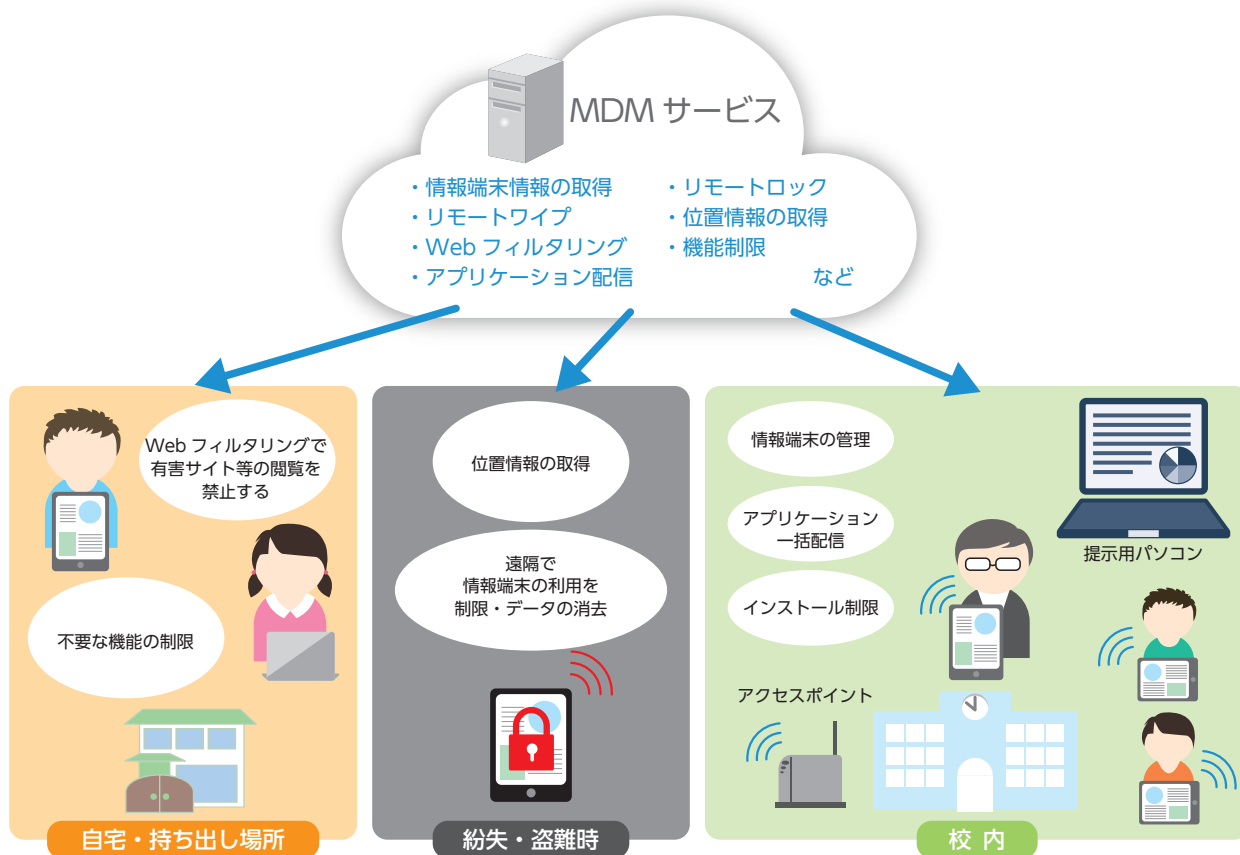 MDM サービス
・情報端末情報の取得
・リモートワイプ
・Web フィルタリング
・アプリケーション配信
・リモートロック
・位置情報の取得
・機能制限
など
Web フィルタリングで
有害サイト等の閲覧を
禁止する
不要な機能の制限
自宅・持ち出し場所
位置情報の取得
遠隔で
情報端末の利用を
制限・データの消去
紛失・盗難時
情報端末の管理
アプリケーション
一括配信
インストール制限
提示用パソコン
アクセスポイント
校 内